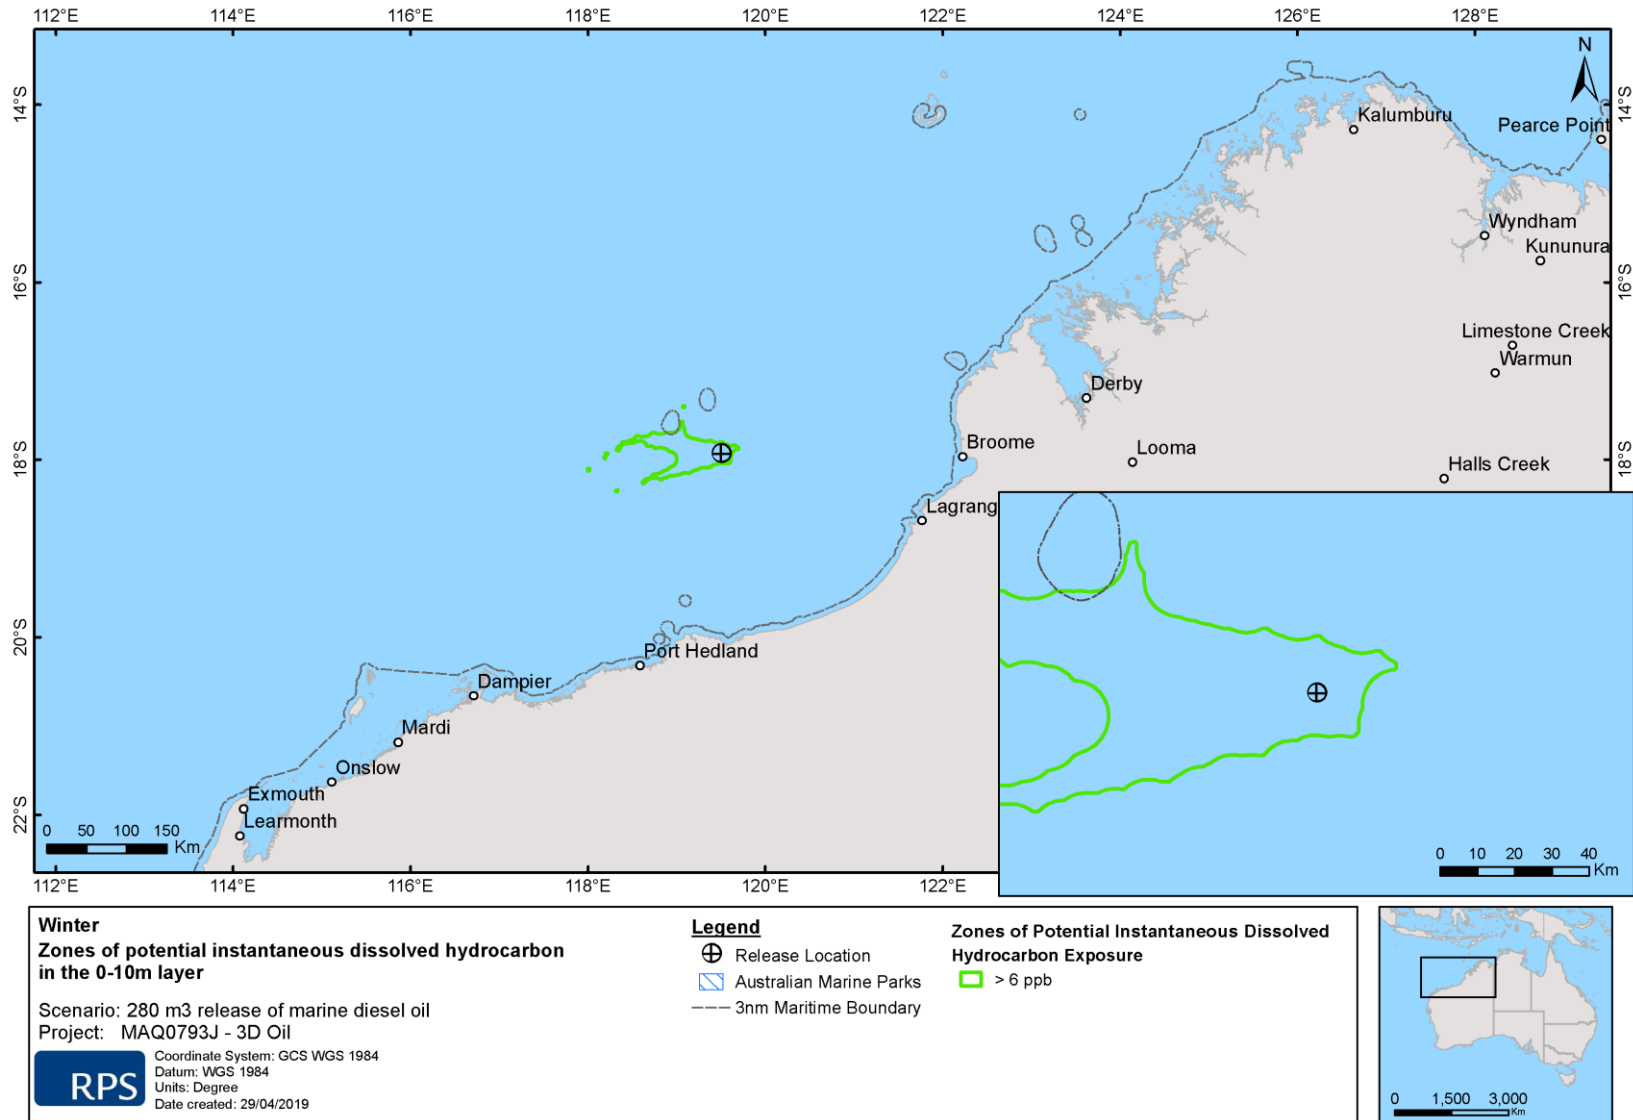 112°E 114°E 116°E 118°E 120°E 122°E 124°E 126°E 128°E
N
14°S 14°S
Kalumburu
Pearce Point
Wyndham
Kununura
16°S 16°S
Limestone Creek
Warmun
Derby
Broome
Looma
18°S 18°S
Halls Creek
Lagrang
20°S
Port Hedland
Dampier
Mardi
Onslow
Exmouth
Learmonth
22°S
0 50 100 150
Km
0 10 20 30 40
Km
112°E 114°E 116°E 118°E 120°E 122°E
Winter
Zones of potential instantaneous dissolved hydrocarbon
in the 0-10m layer
Scenario: 280 m3 release of marine diesel oil
Project: MAQ0793J - 3D Oil
RPS
Coordinate System: GCS WGS 1984
Datum: WGS 1984
Units: Degree
Date created: 29/04/2019
Legend
Release Location
Australian Marine Parks
3nm Maritime Boundary
Zones of Potential Instantaneous Dissolved
Hydrocarbon Exposure
> 6 ppb
0 1,500 3,000
Km